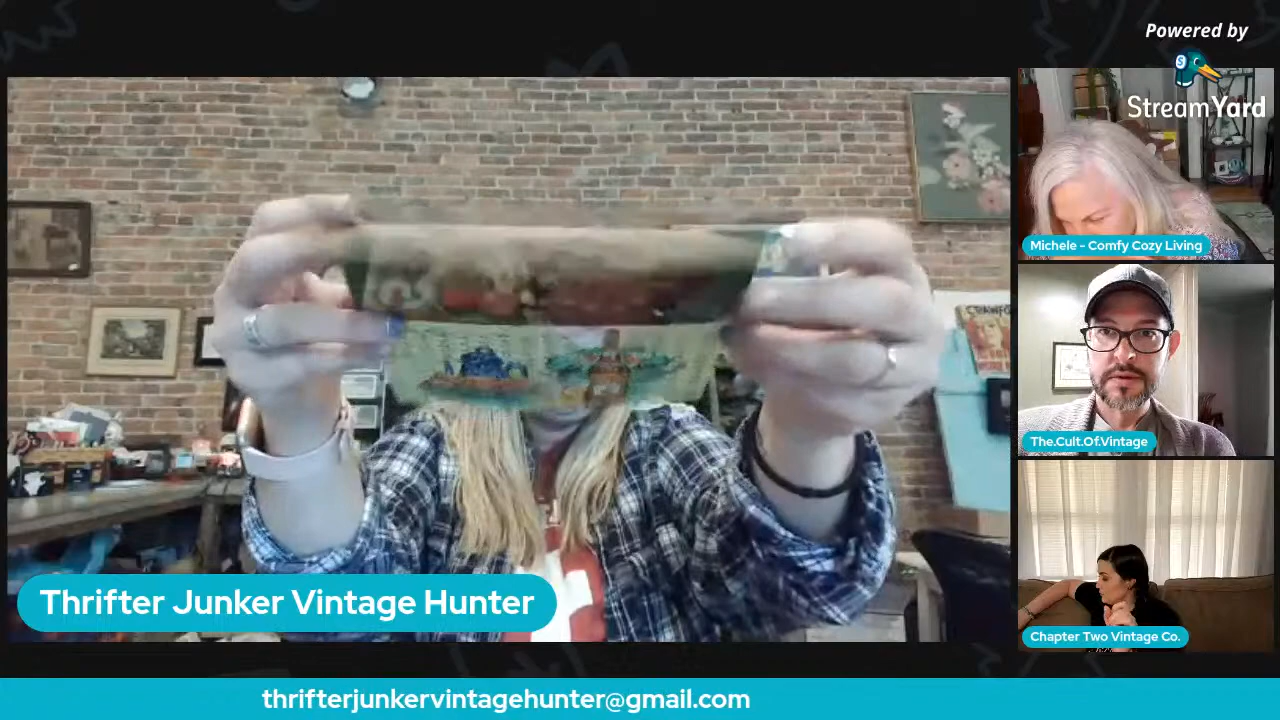 Powered by
StreamYard
Michele - Comfy Cozy Living
The.Cult.Of.Vintage
Thrifter Junker Vintage Hunter
Chapter Two Vintage Co.
thrifterjunkervintagehunter@gmail.com